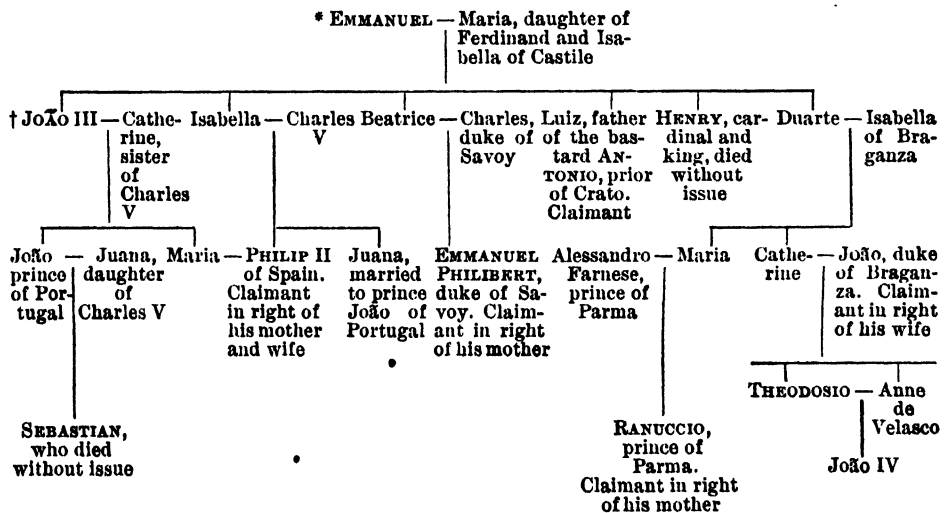 * EMMANUEL — Maria, daughter of
Ferdinand and Isa-
bella of Castile
† JOÃO III — Cathe-
rine,
sister
of
Charles
V
Isabella — Charles
V
Beatrice — Charles,
duke of
Savoy
Luiz, father
of the bas-
tard AN-
TONIO, prior
of Crato.
Claimant
HENRY, car-
dinal and
king, died
without
issue
Duarte — Isabella
of Bra-
ganza
João —
prince
of Por-
tugal
Juana,
daughter
of
Charles V
Maria — PHILIP II
of Spain.
Claimant
in right of
his mother
and wife
Juana,
married
to prince
João of
Portugal
EMMANUEL
PHILIBERT,
duke of Sa-
voy. Claim-
ant in right
of his mother
Alessandro — Maria
Farnese,
prince of
Parma
Cathe-
rine
— João, duke
of Bragan-
za. Claim-
ant in right
of his wife
THEODOSIO — Anne
de
Velasco
SEBASTIAN,
who died
without issue
RANUCCIO,
prince of
Parma.
Claimant in right
of his mother
João IV